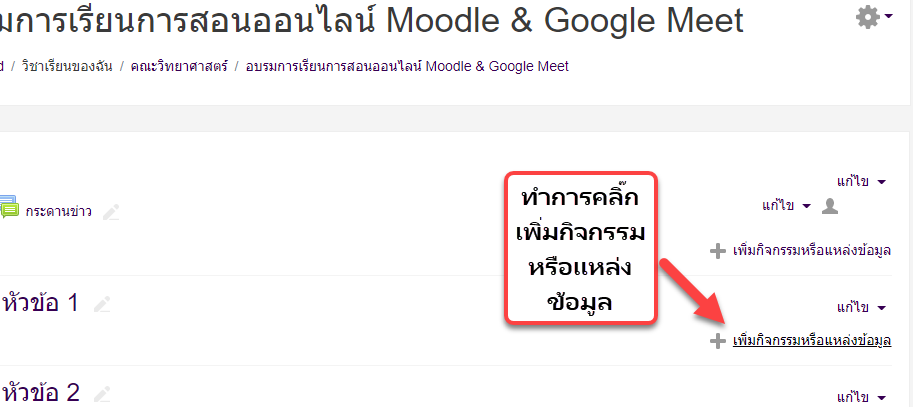 มการเรียนการสอนออนไลน์ Moodle & Google Meet
d / วิชาเรียนของฉัน / คณะวิทยาศาสตร์ / อบรมการเรียนการสอนออนไลน์ Moodle & Google Meet
แก้ไข
กระดานข่าว
แก้ไข
เพิ่มกิจกรรมหรือแหล่งข้อมูล
ทำการคลิ๊ก
เพิ่มกิจกรรม
หรือแหล่ง
ข้อมูล
หัวข้อ 1
แก้ไข
เพิ่มกิจกรรมหรือแหล่งข้อมูล
หัวข้อ 2
แก้ไข